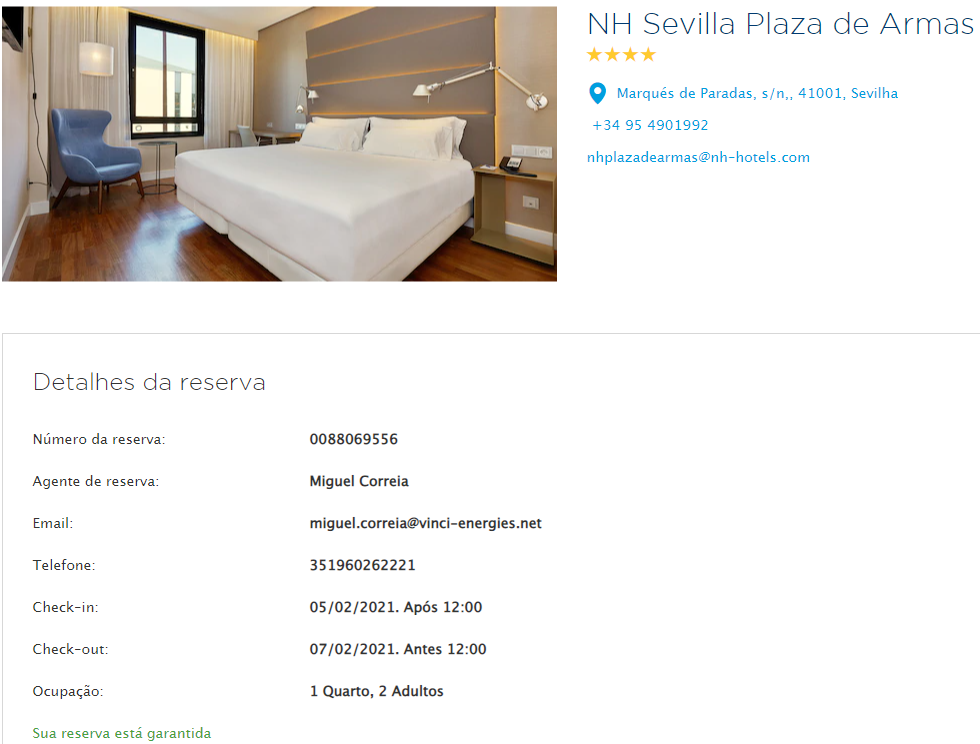 NH Sevilla Plaza de Armas
Marqués de Paradas, s/n,, 41001, Sevilha
+34 95 4901992
nhplazadearmas@nh-hotels.com
Detalhes da reserva
Número da reserva: 0088069556
Agente de reserva: Miguel Correia
Email: miguel.correia@vinci-energies.net
Telefone: 351960262221
Check-in: 05/02/2021. Após 12:00
Check-out: 07/02/2021. Antes 12:00
Ocupação: 1 Quarto, 2 Adultos
Sua reserva está garantida